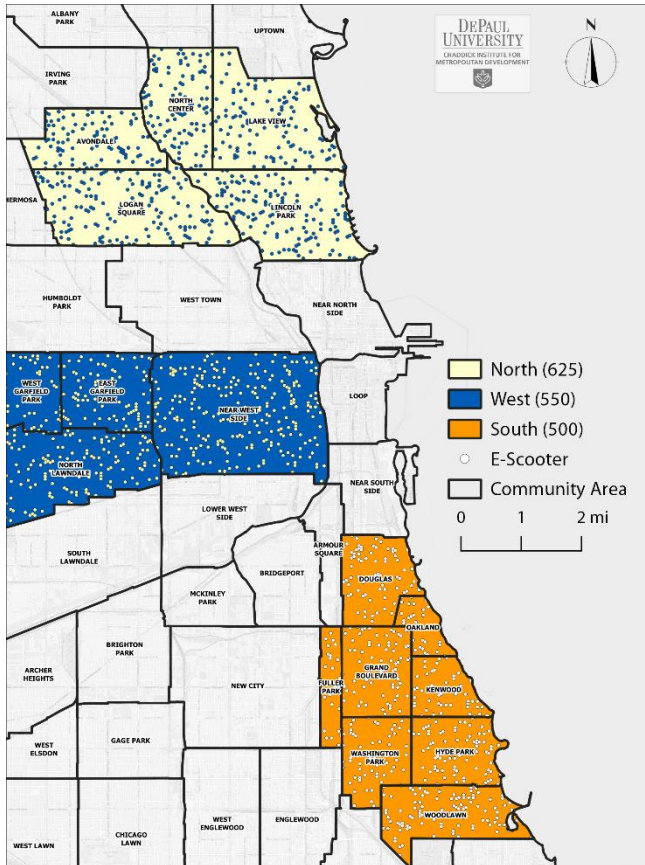 ALBANY
PARK
UPTOWN
DEPAUL
UNIVERSITY
CHADDICK INSTITUTE FOR
METROPOLITAN DEVELOPMENT
N
IRVING
PARK
NORTH
CENTER
LAKE VIEW
AVONDALE
HERMOSA
LOGAN
SQUARE
LINCOLN
PARK
HUMBOLDT
PARK
WEST TOWN
NEAR NORTH
SIDE
WEST
GARFIELD
PARK
EAST
GARFIELD
PARK
NEAR WEST
SIDE
LOOP
North (625)
West (550)
South (500)
E-Scooter
Community Area
0 1 2 mi
NORTH
LAWNDALE
NEAR SOUTH
SIDE
LOWER WEST
SIDE
SOUTH
LAWNDALE
ARMOUR
SQUARE
BRIDGEPORT
DOUGLAS
MCKINLEY
PARK
OAKLAND
BRIGHTON
PARK
ARCHER
HEIGHTS
NEW CITY
FULLER
PARK
GRAND
BOULEVARD
KENWOOD
WEST
ELSDON
GAGE PARK
WASHINGTON
PARK
HYDE PARK
WEST
ENGLEWOOD
ENGLEWOOD
WOODLAWN
WEST LAWN
CHICAGO
LAWN